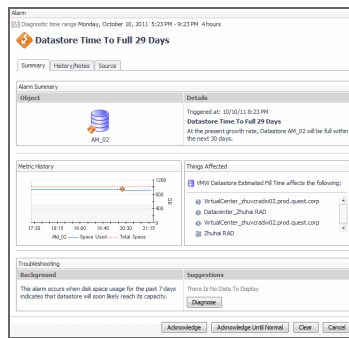 Alarm
Diagnostic time range Monday, October 10, 2011 5:23 PM - 9:23 PM 4 hours
Datastore Time To Full 29 Days
Summary History/Notes Source
Alarm Summary
Object
AM_02
Details
Triggered at: 10/10/11 8:23 PM
Datastore Time To Full 29 Days
At the present growth rate, Datastore AM_02 will be full within
the next 30 days.
Metric History
1200
800
400
0
GB
17:30 18:15 19:00 19:45 20:30 21:15
AM_02 Space Used Total Space
Things Affected
VMW Datastore Estimated Fill Time affects the following:
VirtualCenter_zhuvcradv02.prod.quest.corp
Datacenter_Zhuhai RAD
VirtualCenter_zhuvcradv02.prod.quest.corp
Zhuhai RAD
Troubleshooting
Background
This alarm occurs when disk space usage for the past 7 days
indicates that datastore will soon likely reach its capacity.
Suggestions
There Is No Data To Display
Diagnose
Acknowledge Acknowledge Until Normal Clear Cancel